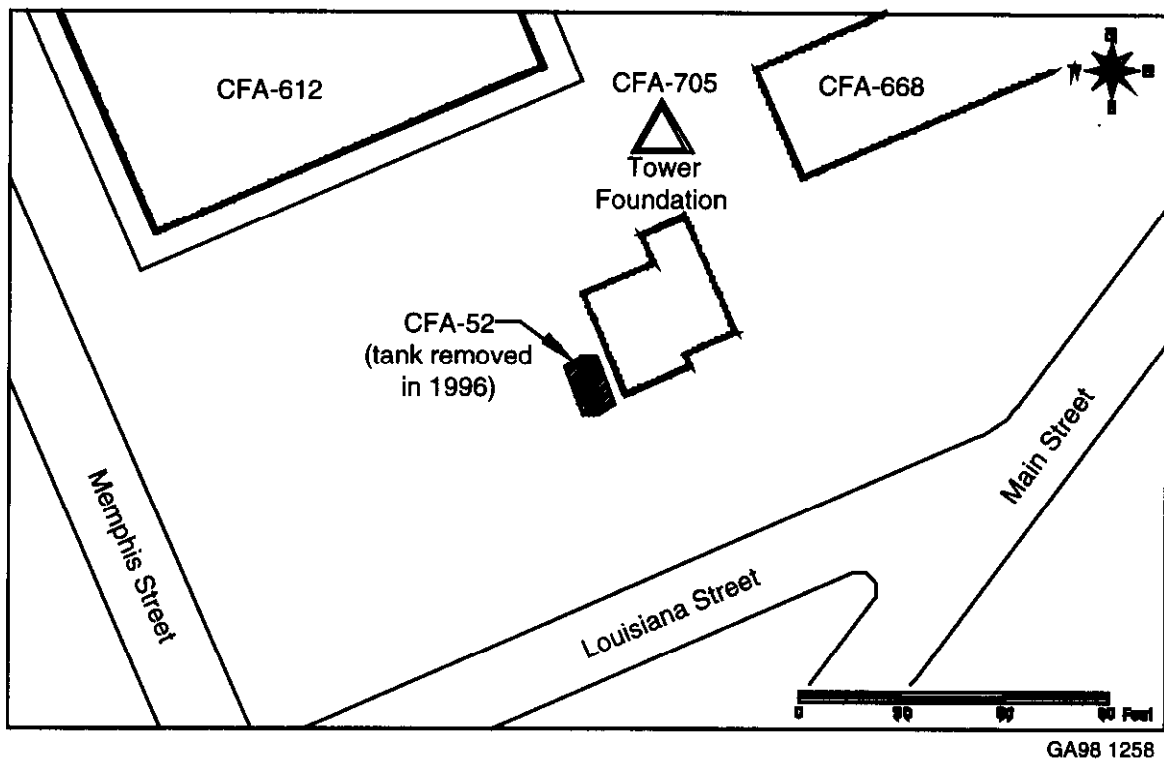 CFA-612
CFA-705
CFA-668
Tower
Foundation
CFA-52
(tank removed
in 1996)
Memphis Street
Louisiana Street
Main Street
0
Feet
GA98 1258